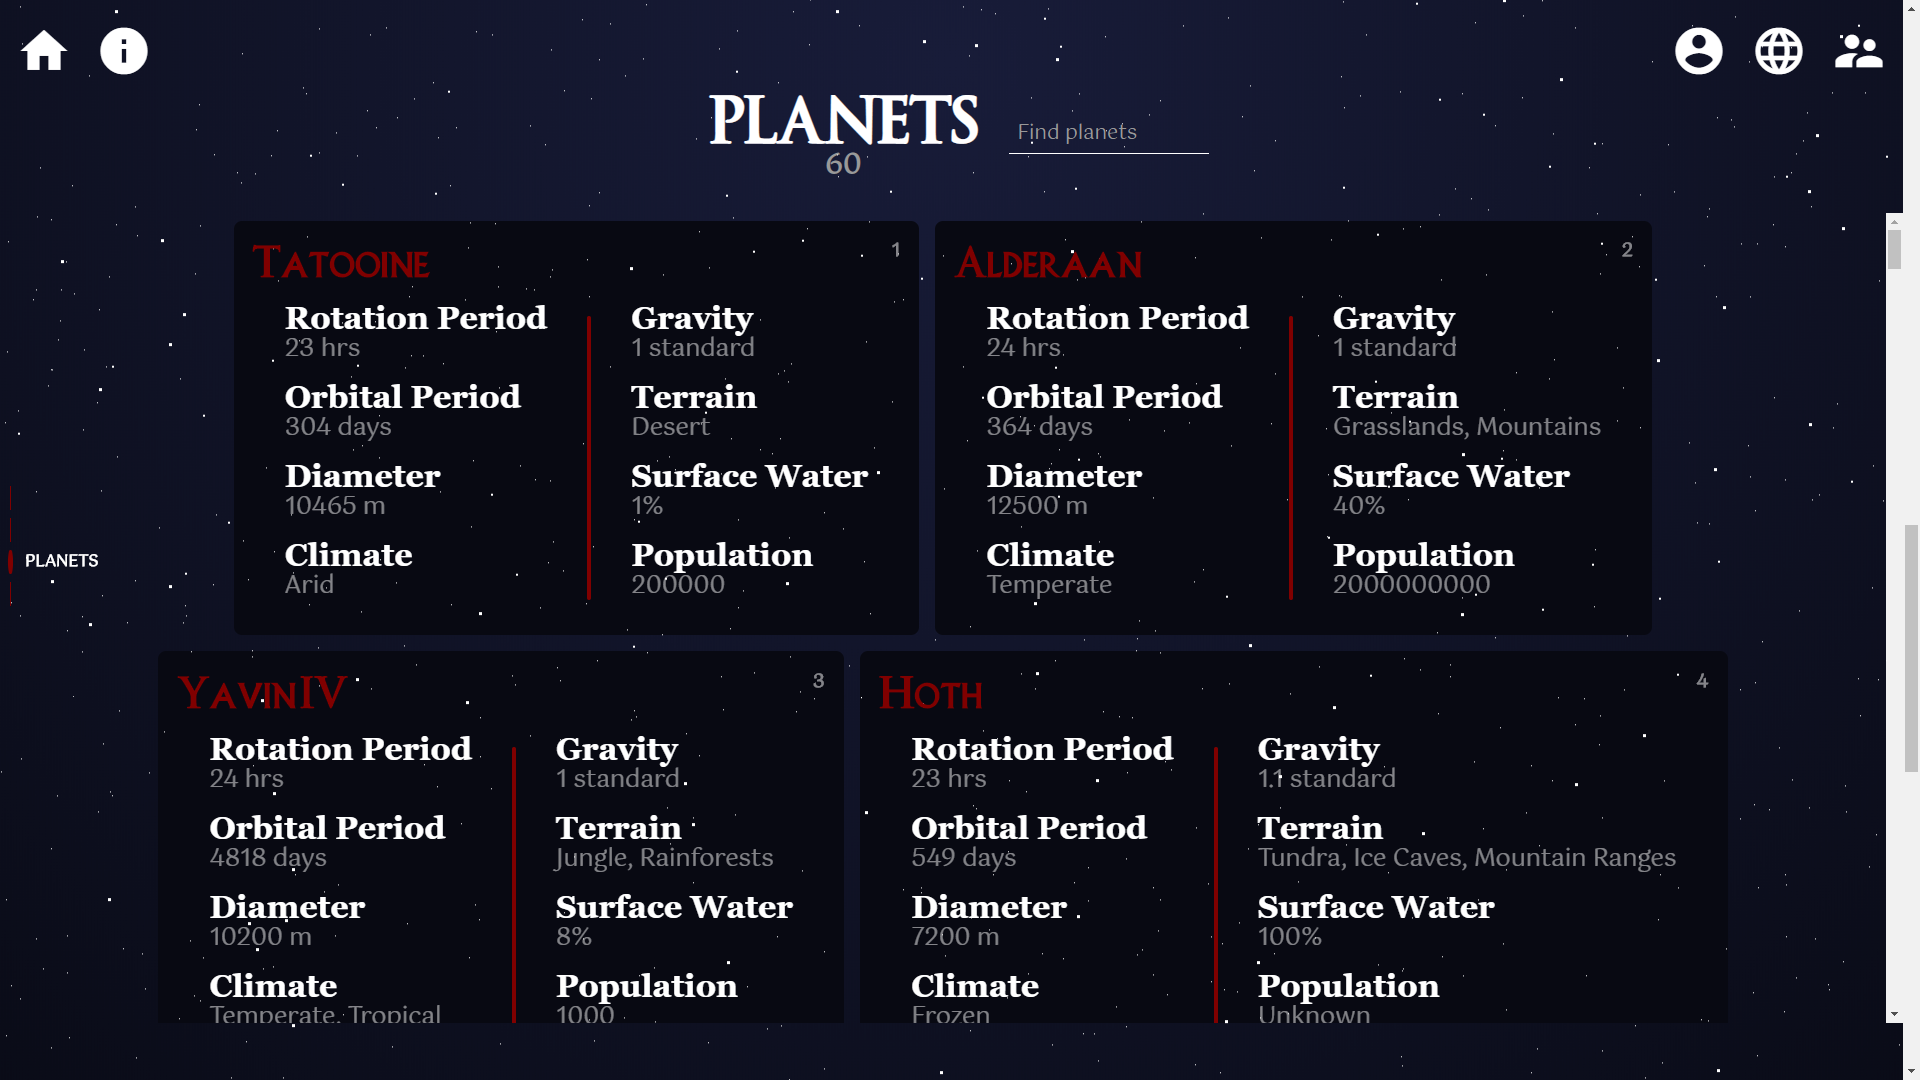 PLANETS
Find planets
60
Tatooine
1
Rotation Period
23 hrs
Orbital Period
304 days
Diameter
10465 m
Climate
Arid
Gravity
1 standard
Terrain
Desert
Surface Water
1%
Population
200000
Alderaan
2
Rotation Period
24 hrs
Orbital Period
364 days
Diameter
12500 m
Climate
Temperate
Gravity
1 standard
Terrain
Grasslands, Mountains
Surface Water
40%
Population
2000000000
PLANETS
YavinIV
3
Rotation Period
24 hrs
Orbital Period
4818 days
Diameter
10200 m
Climate
Temperate, Tropical
Gravity
1 standard
Terrain
Jungle, Rainforests
Surface Water
8%
Population
1000
Hoth
4
Rotation Period
23 hrs
Orbital Period
549 days
Diameter
7200 m
Climate
Frozen
Gravity
1.1 standard
Terrain
Tundra, Ice Caves, Mountain Ranges
Surface Water
100%
Population
Unknown